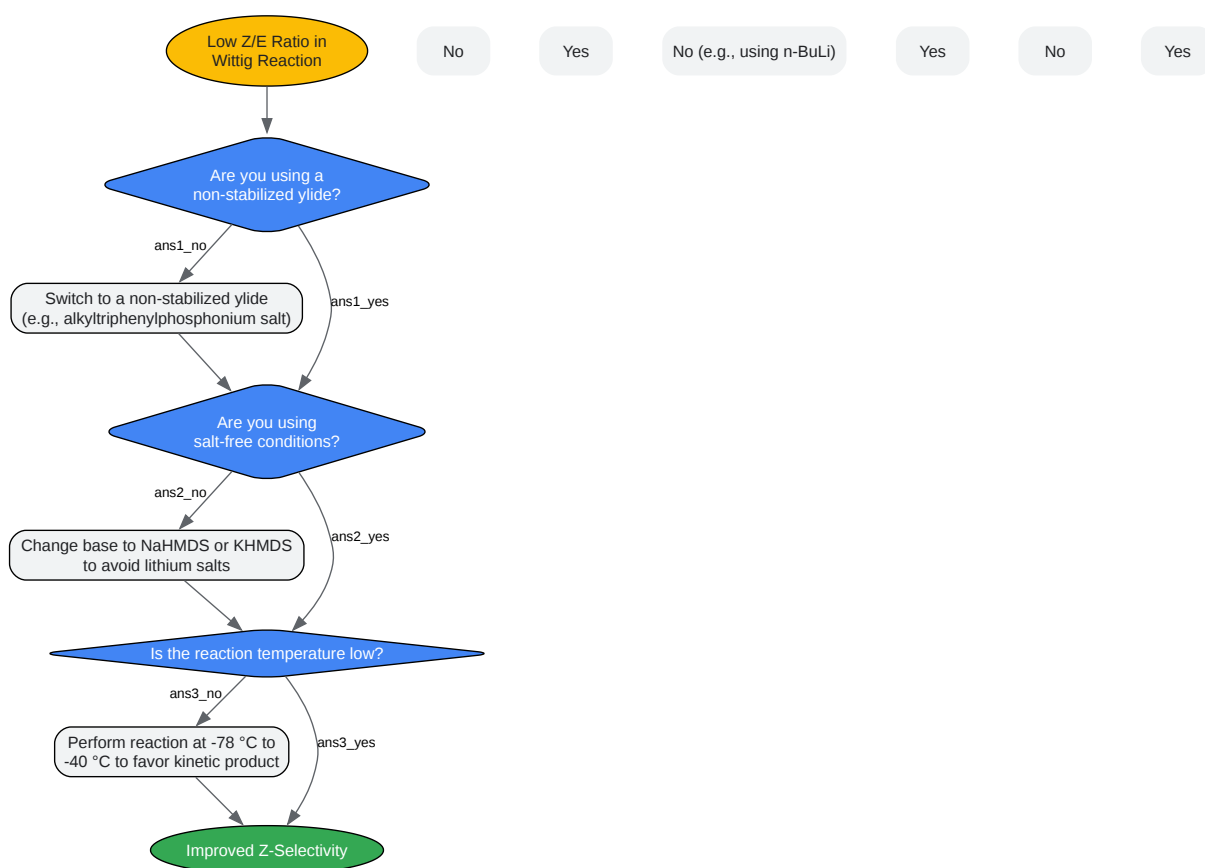 Low Z/E Ratio in
Wittig Reaction
No
Yes
No (e.g., using n-BuLi)
Yes
No
Yes
Are you using a
non-stabilized ylide?
ans1_no
ans1_yes
Switch to a non-stabilized ylide
(e.g., alkyltriphenylphosphonium salt)
Are you using
salt-free conditions?
ans2_no
ans2_yes
Change base to NaHMDS or KHMDS
to avoid lithium salts
Is the reaction temperature low?
ans3_no
ans3_yes
Perform reaction at -78 °C to
-40 °C to favor kinetic product
Improved Z-Selectivity